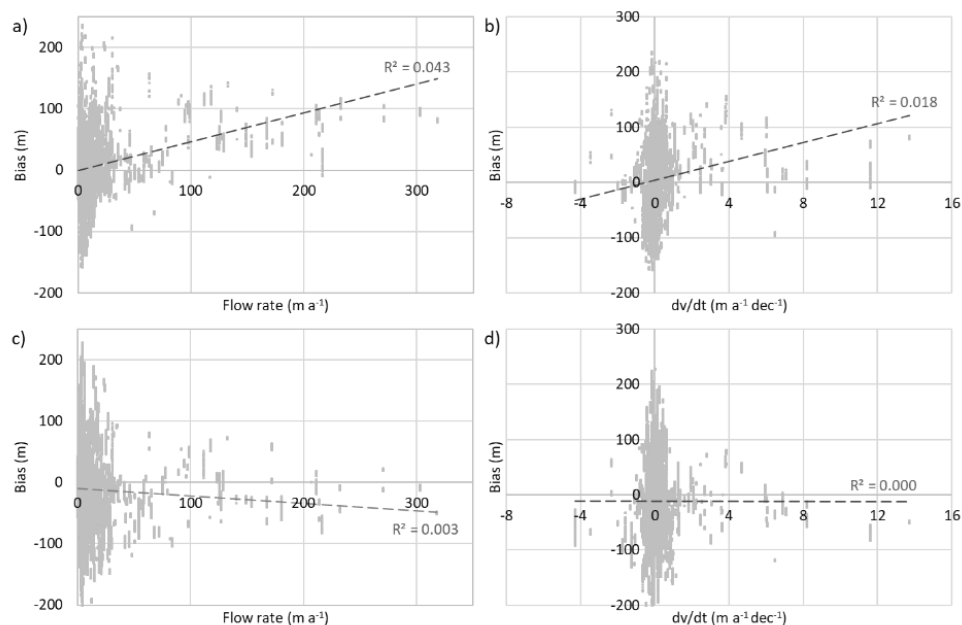 a)
200
100
0
-100
-200
Bias (m)
0
100
200
300
R² = 0.043
Flow rate (m a⁻¹)
b)
300
200
100
0
-100
-200
Bias (m)
-8
-4
0
4
8
12
16
R² = 0.018
dv/dt (m a⁻¹ dec⁻¹)
c)
200
100
0
-100
-200
Bias (m)
0
100
200
300
R² = 0.003
Flow rate (m a⁻¹)
d)
300
200
100
0
-100
-200
Bias (m)
-8
-4
0
4
8
12
16
R² = 0.000
dv/dt (m a⁻¹ dec⁻¹)